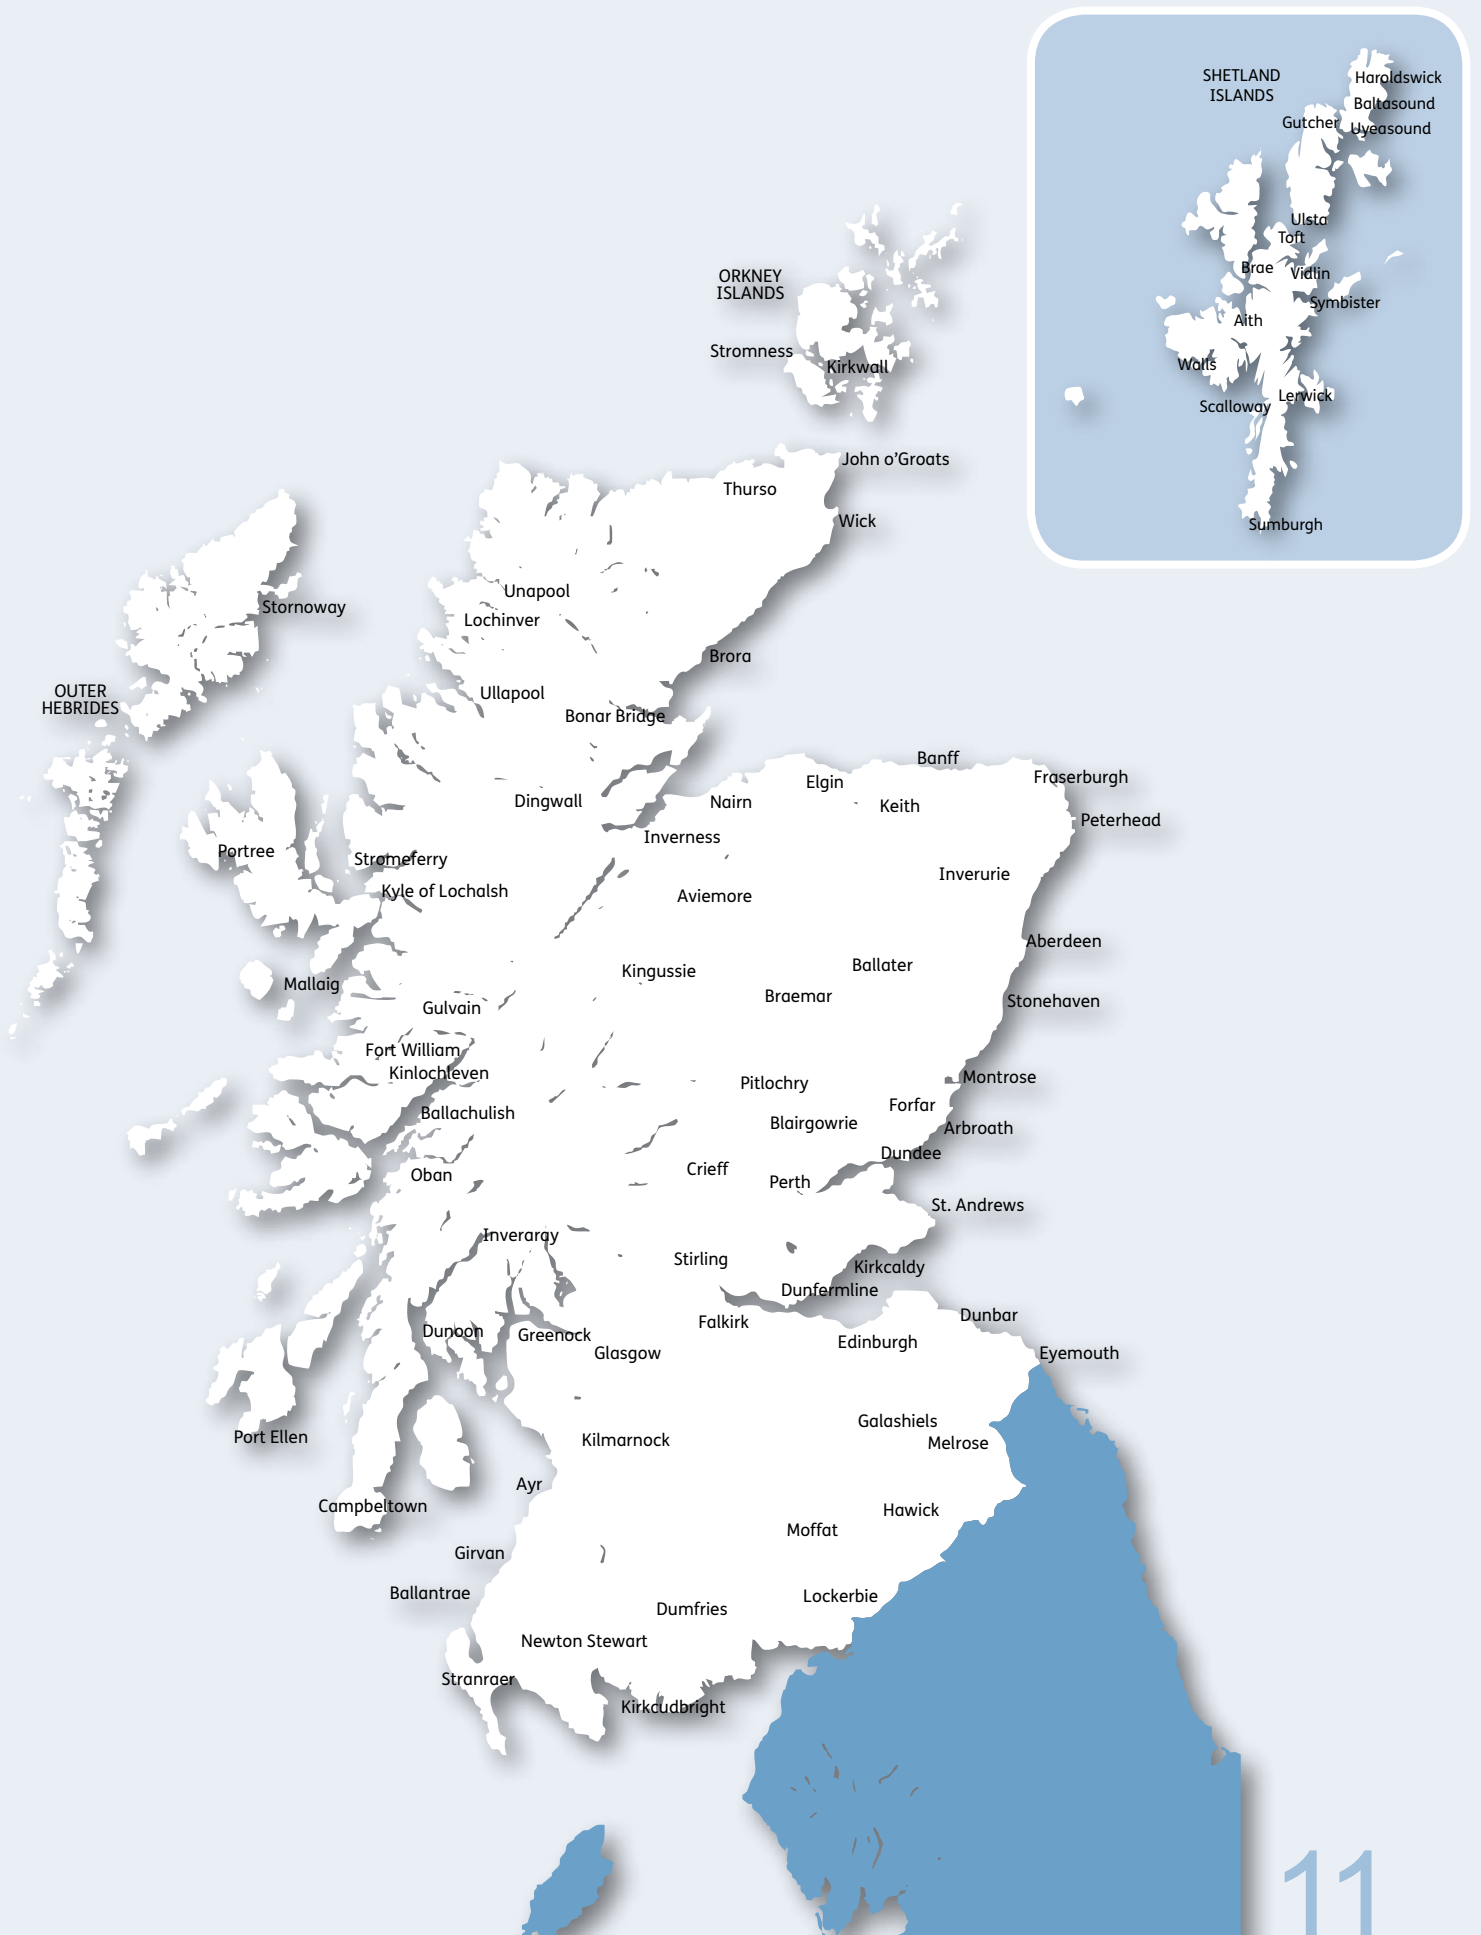 SHETLAND
ISLANDS
Haroldswick
Baltasound
Gutcher
Uyeasound
Ulsta
Toft
Brae
Vidlin
Symbister
Aith
Walls
Lerwick
Scalloway
Sumburgh
ORKNEY
ISLANDS
Stromness
Kirkwall
John o’Groats
Thurso
Wick
Unapool
Stornoway
Lochinver
Brora
OUTER
HEBRIDES
Ullapool
Bonar Bridge
Banff
Fraserburgh
Elgin
Dingwall
Nairn
Keith
Peterhead
Inverness
Portree
Stromeferry
Inverurie
Kyle of Lochalsh
Aviemore
Aberdeen
Ballater
Kingussie
Mallaig
Braemar
Stonehaven
Gulvain
Fort William
Kinlochleven
Montrose
Pitlochry
Forfar
Ballachulish
Blairgowrie
Arbroath
Dundee
Crieff
Oban
Perth
St. Andrews
Inveraray
Stirling
Kirkcaldy
Dunfermline
Dunbar
Falkirk
Dunoon
Greenock
Edinburgh
Glasgow
Eyemouth
Galashiels
Port Ellen
Kilmarnock
Melrose
Ayr
Campbeltown
Hawick
Moffat
Girvan
Ballantrae
Lockerbie
Dumfries
Newton Stewart
Stranraer
Kirkcudbright
11